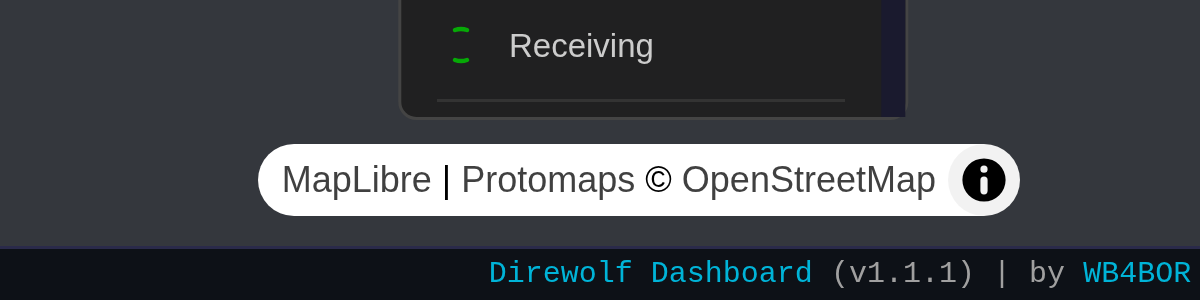 Receiving
MapLibre | Protomaps © OpenStreetMap
Direwolf Dashboard (v1.1.1) | by WB4BOR